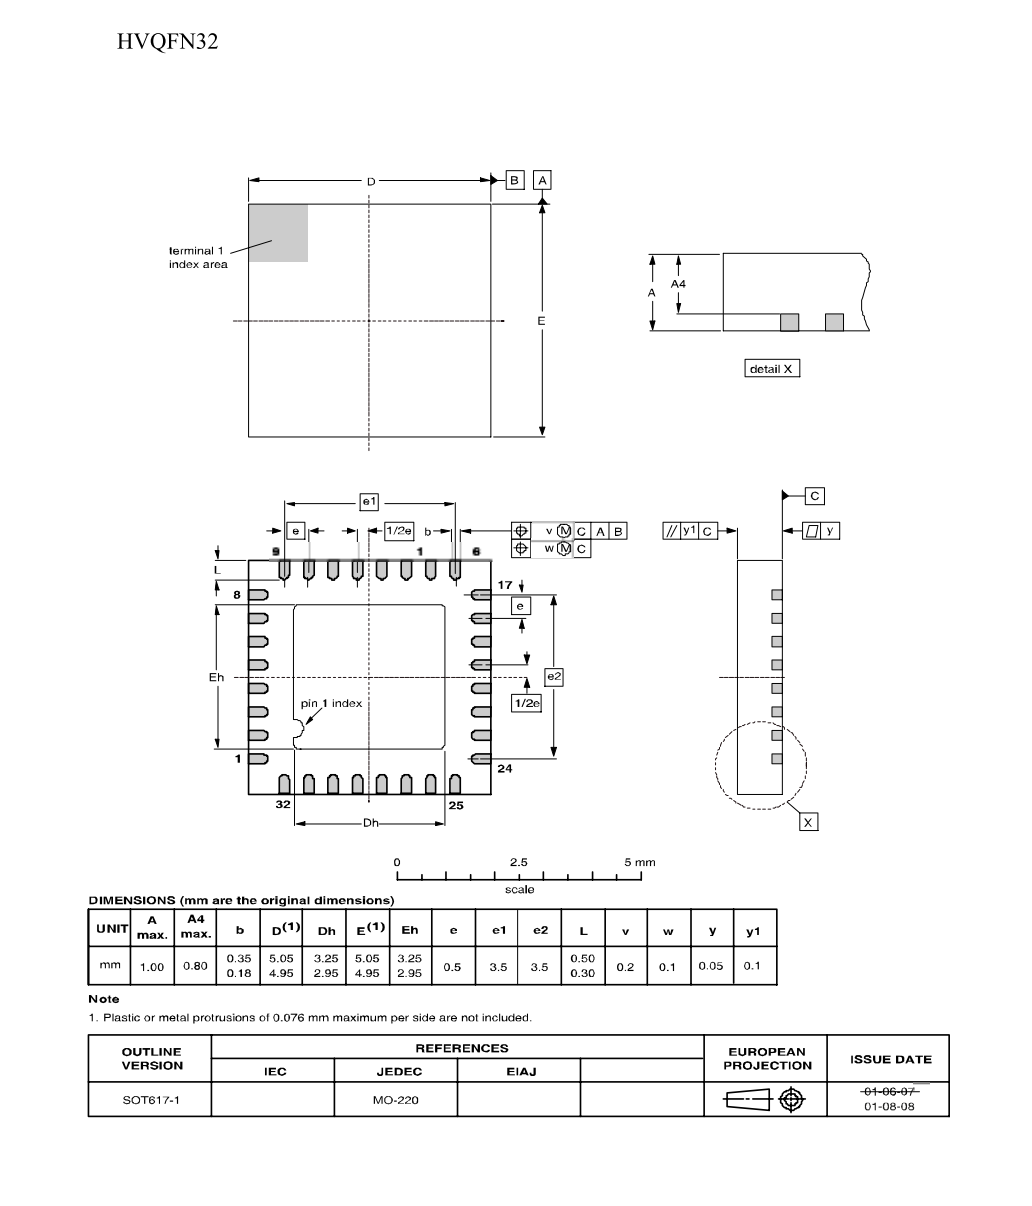 HVQFN32
D
B
A
terminal 1
index area
E
A
A4
detail X
C
e1
e
1/2e
b
v M C A B
w M C
// y1 C
y
9
1 6
L
8
17
e
Eh
e2
pin 1 index
1/2e
1
24
32
25
Dh
X
0 2.5 5 mm
scale
DIMENSIONS (mm are the original dimensions)
UNIT A max. A4 max. b D(1) Dh E(1) Eh e e1 e2 L v w y y1
mm 1.00 0.80 0.35 0.18 5.05 4.95 3.25 2.95 5.05 4.95 3.25 2.95 0.5 3.5 3.5 0.50 0.30 0.2 0.1 0.05 0.1
Note
1. Plastic or metal protrusions of 0.076 mm maximum per side are not included.
OUTLINE VERSION
REFERENCES
IEC JEDEC EIAJ
EUROPEAN PROJECTION
ISSUE DATE
SOT617-1
MO-220
01-06-07
01-08-08